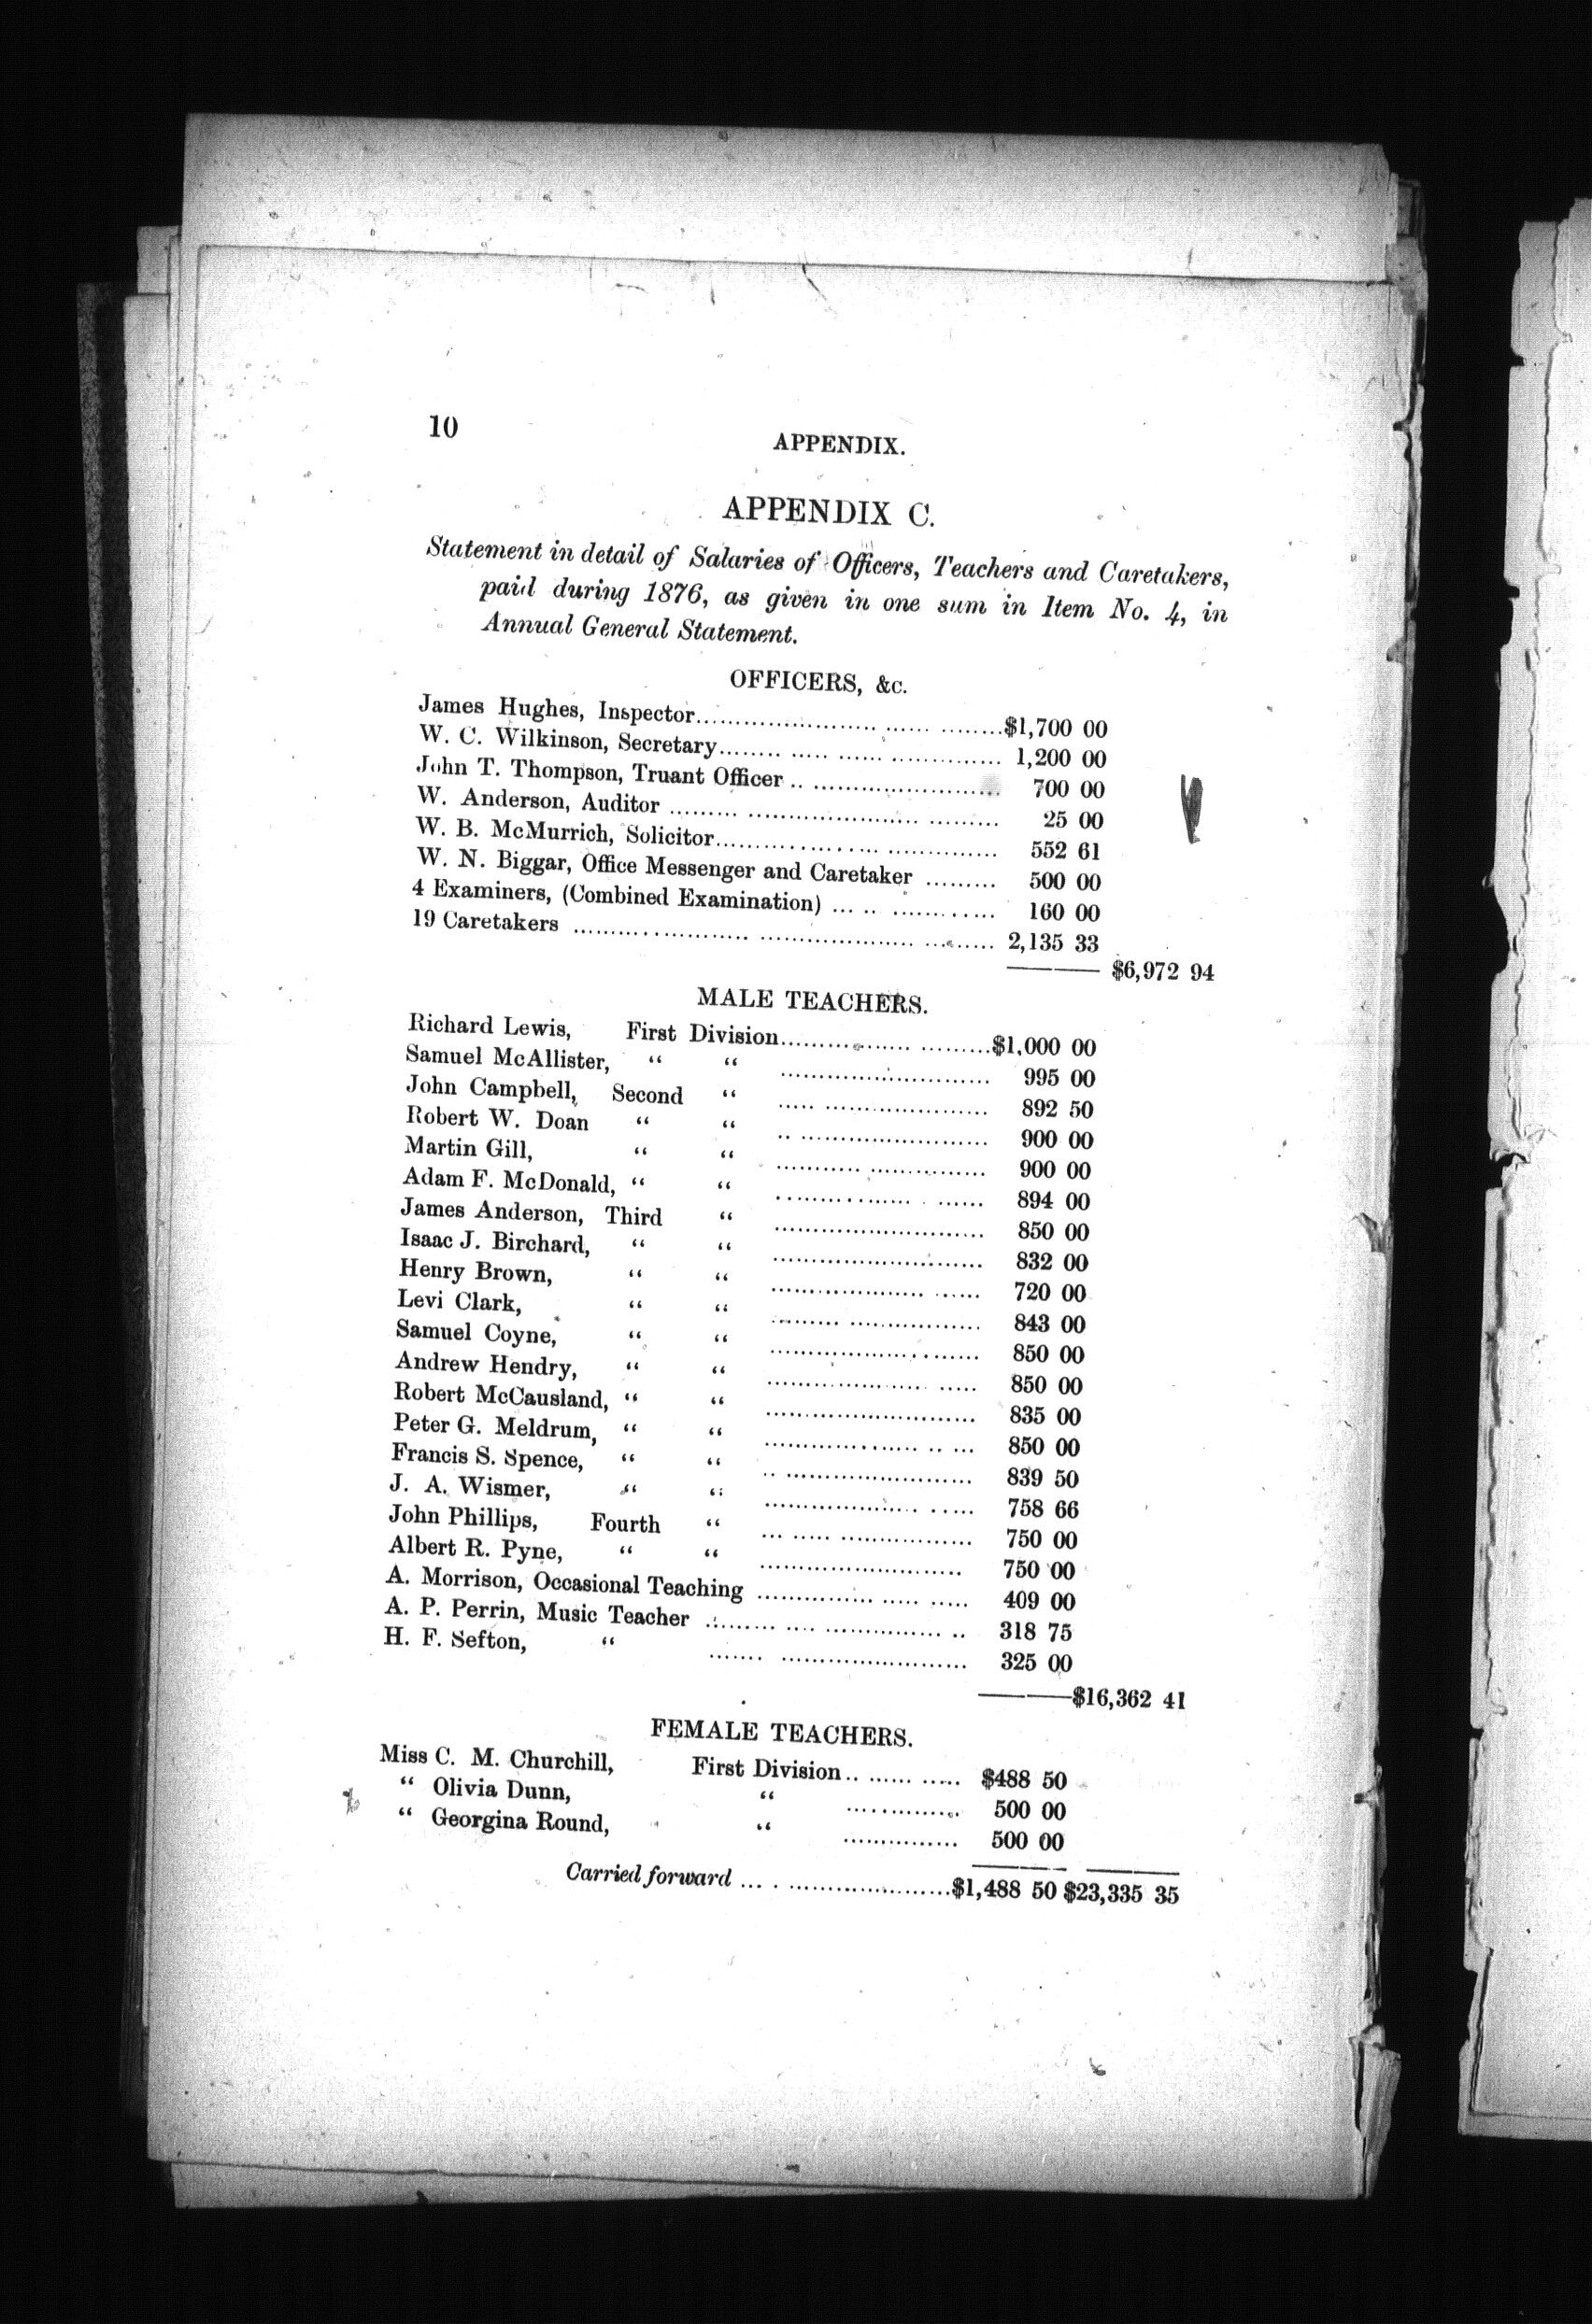 10
APPENDIX.
APPENDIX C.
Statement in detail of Salaries of Officers, Teachers and Caretakers,
paid during 1876, as given in one sum in Item No. 4, in
Annual General Statement.
OFFICERS, &c.
James Hughes, Inspector........................$1,700 00
W. C. Wilkinson, Secretary........................ 1,200 00
John T. Thompson, Truant Officer ........................ 700 00
W. Anderson, Auditor ........................ 25 00
W. B. McMurrich, Solicitor........................ 552 61
W. N. Biggar, Office Messenger and Caretaker ......... 500 00
4 Examiners, (Combined Examination) ................ 160 00
19 Caretakers ........................ 2,135 33
$6,972 94
MALE TEACHERS.
Richard Lewis, First Division........................$1,000 00
Samuel McAllister, “ “ ........................ 995 00
John Campbell, Second “ ........................ 892 50
Robert W. Doan “ “ ........................ 900 00
Martin Gill, “ “ ........................ 900 00
Adam F. McDonald, “ “ ........................ 894 00
James Anderson, Third “ ........................ 850 00
Isaac J. Birchard, “ “ ........................ 832 00
Henry Brown, “ “ ........................ 720 00
Levi Clark, “ “ ........................ 843 00
Samuel Coyne, “ “ ........................ 850 00
Andrew Hendry, “ “ ........................ 850 00
Robert McCausland, “ “ ........................ 835 00
Peter G. Meldrum, “ “ ........................ 850 00
Francis S. Spence, “ “ ........................ 839 50
J. A. Wismer, “ “ ........................ 758 66
John Phillips, Fourth “ ........................ 750 00
Albert R. Pyne, “ “ ........................ 750 00
A. Morrison, Occasional Teaching ........................ 409 00
A. P. Perrin, Music Teacher ........................ 318 75
H. F. Sefton, “ ........................ 325 00
$16,362 41
FEMALE TEACHERS.
Miss C. M. Churchill, First Division............. $488 50
“ Olivia Dunn, “ ............. 500 00
“ Georgina Round, “ ............. 500 00
Carried forward ........................$1,488 50 $23,335 35